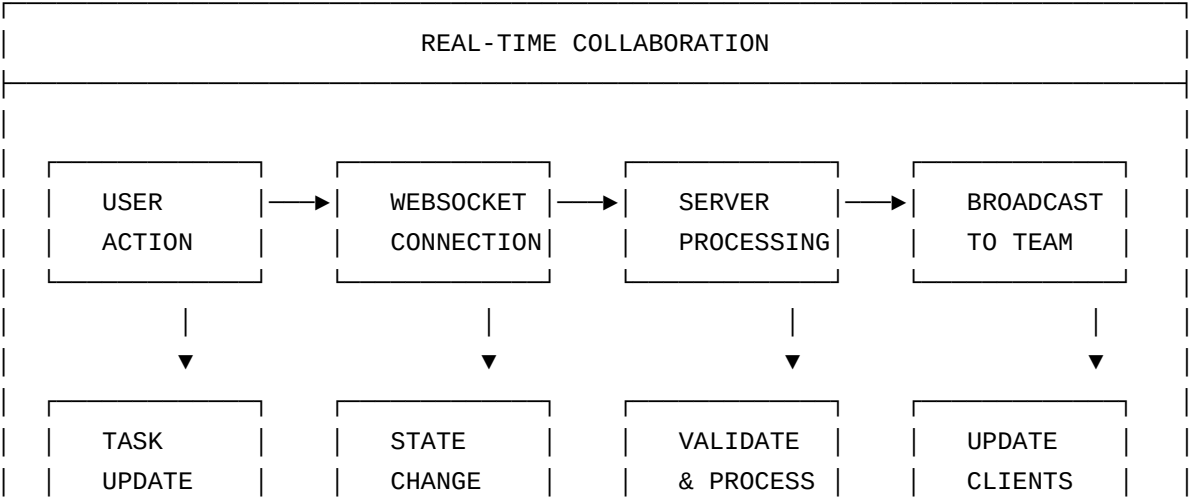 REAL-TIME COLLABORATION
USER WEBSOCKET SERVER BROADCAST
ACTION CONNECTION PROCESSING TO TEAM
TASK STATE VALIDATE UPDATE
UPDATE CHANGE & PROCESS CLIENTS